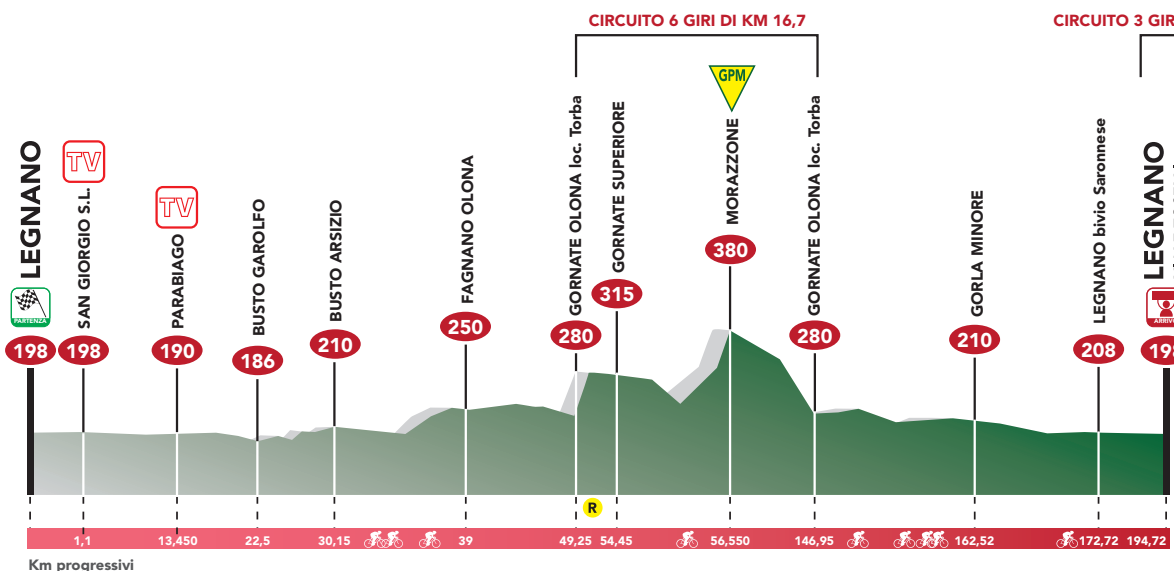 CIRCUITO 6 GIRI DI KM 16,7
CIRCUITO 3 GIR
GPM
LEGNANO
TV
SAN GIORGIO S.L.
TV
PARABIAGO
BUSTO GAROLFO
BUSTO ARSIZIO
FAGNANO OLONA
GORNATE OLONA loc. Torba
GORNATE SUPERIORE
MORAZZONE
GORNATE OLONA loc. Torba
GORLA MINORE
LEGNANO bivio Saronnese
LEGNANO
PARTENZA
ARRIVO
198
198
190
186
210
250
280
315
380
280
210
208
198
R
1,1
13,450
22,5
30,15
39
49,25
54,45
56,550
146,95
162,52
172,72
194,72
Km progressivi